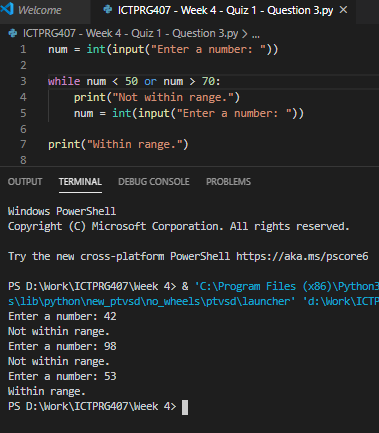 Welcome
ICTPRG407 - Week 4 - Quiz 1 - Question 3.py ×
ICTPRG407 - Week 4 - Quiz 1 - Question 3.py > ...
1 num = int(input("Enter a number: "))
2
3 while num < 50 or num > 70:
4 print("Not within range.")
5 num = int(input("Enter a number: "))
6
7 print("Within range.")
8
OUTPUT TERMINAL DEBUG CONSOLE PROBLEMS
Windows PowerShell
Copyright (C) Microsoft Corporation. All rights reserved.
Try the new cross-platform PowerShell https://aka.ms/pscore6
PS D:\Work\ICTPRG407\Week 4> & 'C:\Program Files (x86)\Python3
s\lib\python\new_ptvsd\no_wheels\ptvsd\launcher' 'd:\Work\ICTP
Enter a number: 42
Not within range.
Enter a number: 98
Not within range.
Enter a number: 53
Within range.
PS D:\Work\ICTPRG407\Week 4>